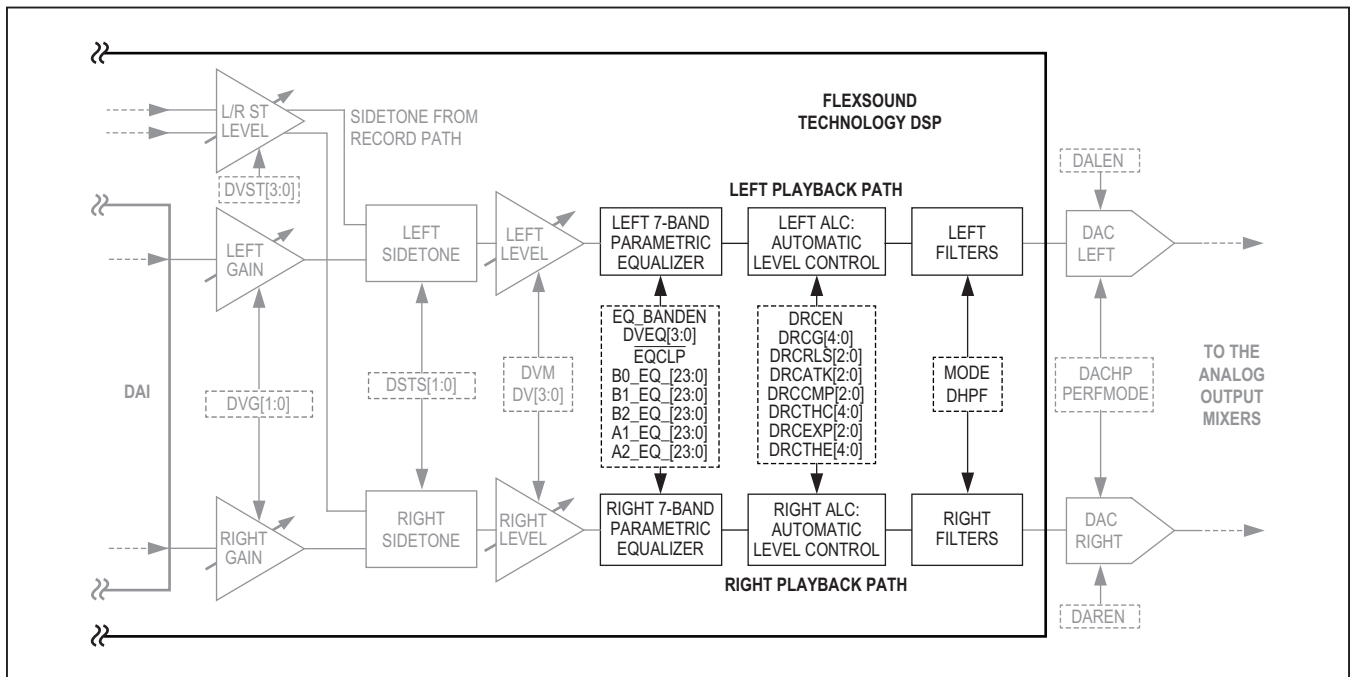 L/R ST
LEVEL
SIDETONE FROM
RECORD PATH
FLEXSOUND
TECHNOLOGY DSP
DVST[3:0]
DALEN
LEFT PLAYBACK PATH
LEFT
GAIN
LEFT
SIDETONE
LEFT
LEVEL
LEFT 7-BAND
PARAMETRIC
EQUALIZER
LEFT ALC:
AUTOMATIC
LEVEL CONTROL
LEFT
FILTERS
DAC
LEFT
DAI
DVG[1:0]
DSTS[1:0]
DVM
DV[3:0]
EQ_BANDEN
DVEQ[3:0]
EQCLP
B0_EQ_[23:0]
B1_EQ_[23:0]
B2_EQ_[23:0]
A1_EQ_[23:0]
A2_EQ_[23:0]
DRCEN
DRCG[4:0]
DRCRLS[2:0]
DRCATK[2:0]
DRCCMP[2:0]
DRCTHC[4:0]
DRCEXP[2:0]
DRCTHE[4:0]
MODE
DHPF
DACHP
PERFMODE
TO THE
ANALOG
OUTPUT
MIXERS
RIGHT
GAIN
RIGHT
SIDETONE
RIGHT
LEVEL
RIGHT 7-BAND
PARAMETRIC
EQUALIZER
RIGHT ALC:
AUTOMATIC
LEVEL CONTROL
RIGHT
FILTERS
DAC
RIGHT
RIGHT PLAYBACK PATH
DAREN